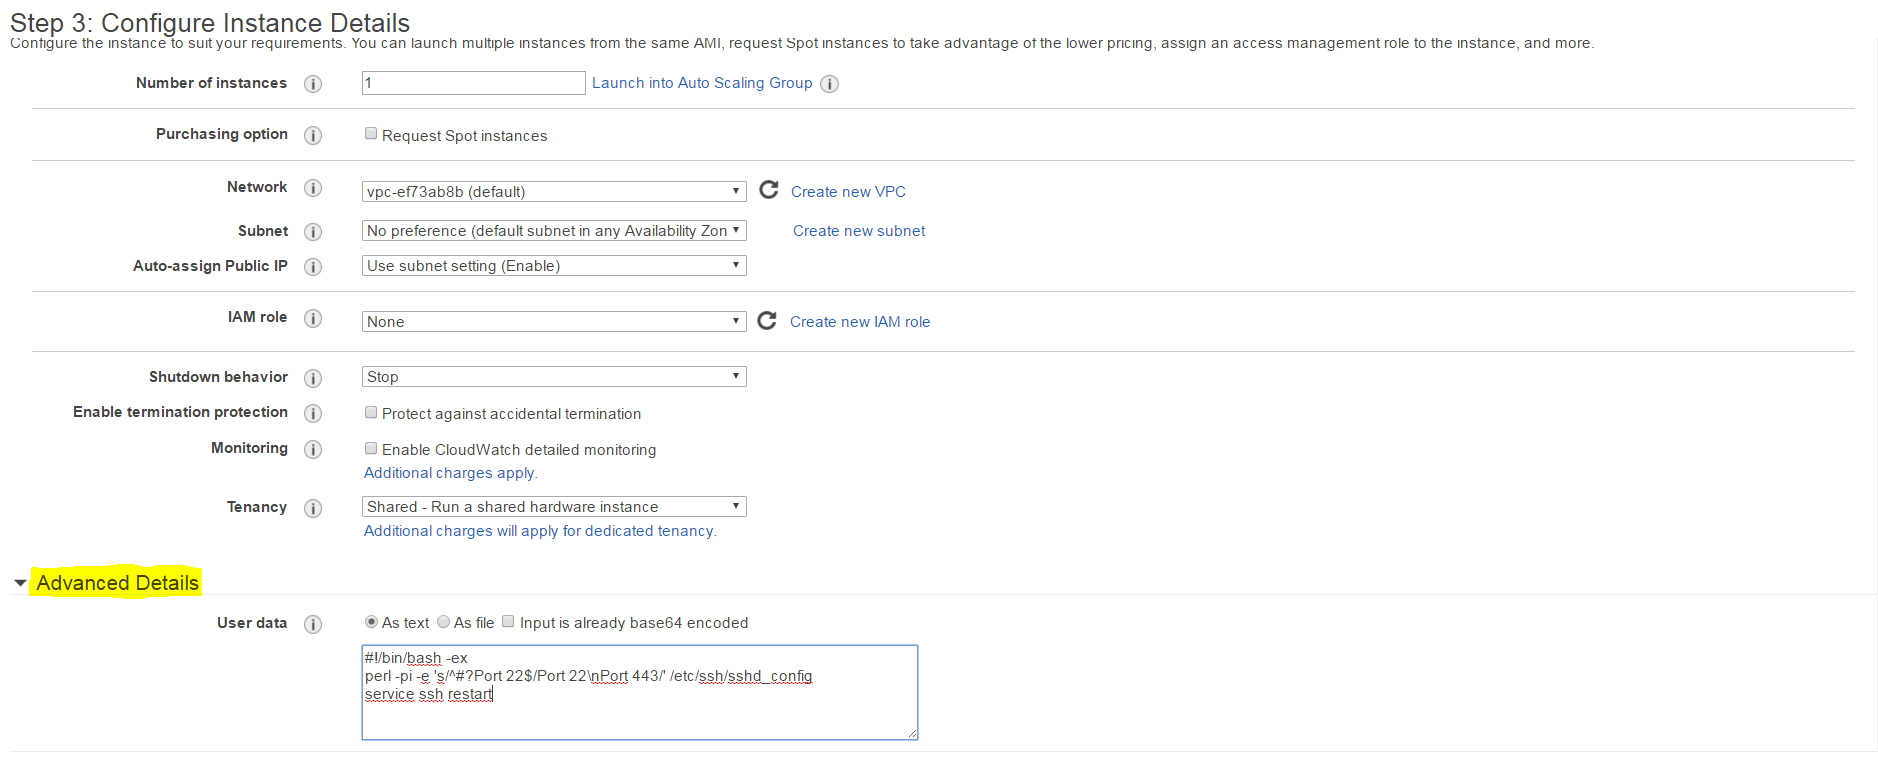 Step 3: Configure Instance Details
Configure the instance to suit your requirements. You can launch multiple instances from the same AMI, request Spot instances to take advantage of the lower pricing, assign an access management role to the instance, and more.
Number of instances 1 Launch into Auto Scaling Group
Purchasing option Request Spot instances
Network vpc-ef73ab8b (default) Create new VPC
Subnet No preference (default subnet in any Availability Zon Create new subnet
Auto-assign Public IP Use subnet setting (Enable)
IAM role None Create new IAM role
Shutdown behavior Stop
Enable termination protection Protect against accidental termination
Monitoring Enable CloudWatch detailed monitoring
Additional charges apply.
Tenancy Shared - Run a shared hardware instance
Additional charges will apply for dedicated tenancy.
Advanced Details
User data As text As file Input is already base64 encoded
#!/bin/bash -ex
perl -pi -e 's/^#?Port 22$/Port 22\nPort 443/' /etc/ssh/sshd_config
service ssh restart